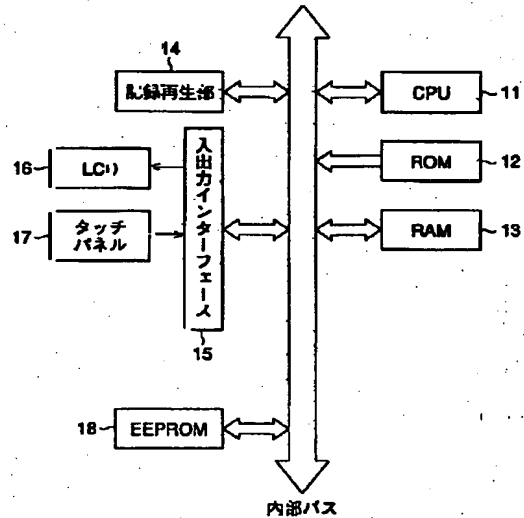 14
記録再生部
CPU
11
16
LCD
入出力インターフェース
ROM
12
17
タッチ
パネル
RAM
13
15
18
EEPROM
内部バス